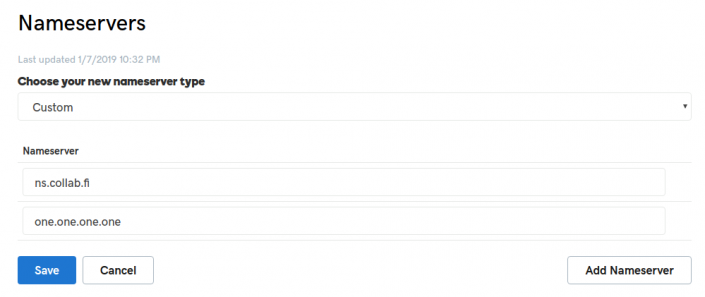 Nameservers
Last updated 1/7/2019 10:32 PM
Choose your new nameserver type
Custom
Nameserver
ns.collab.fi
one.one.one.one
Save Cancel Add Nameserver